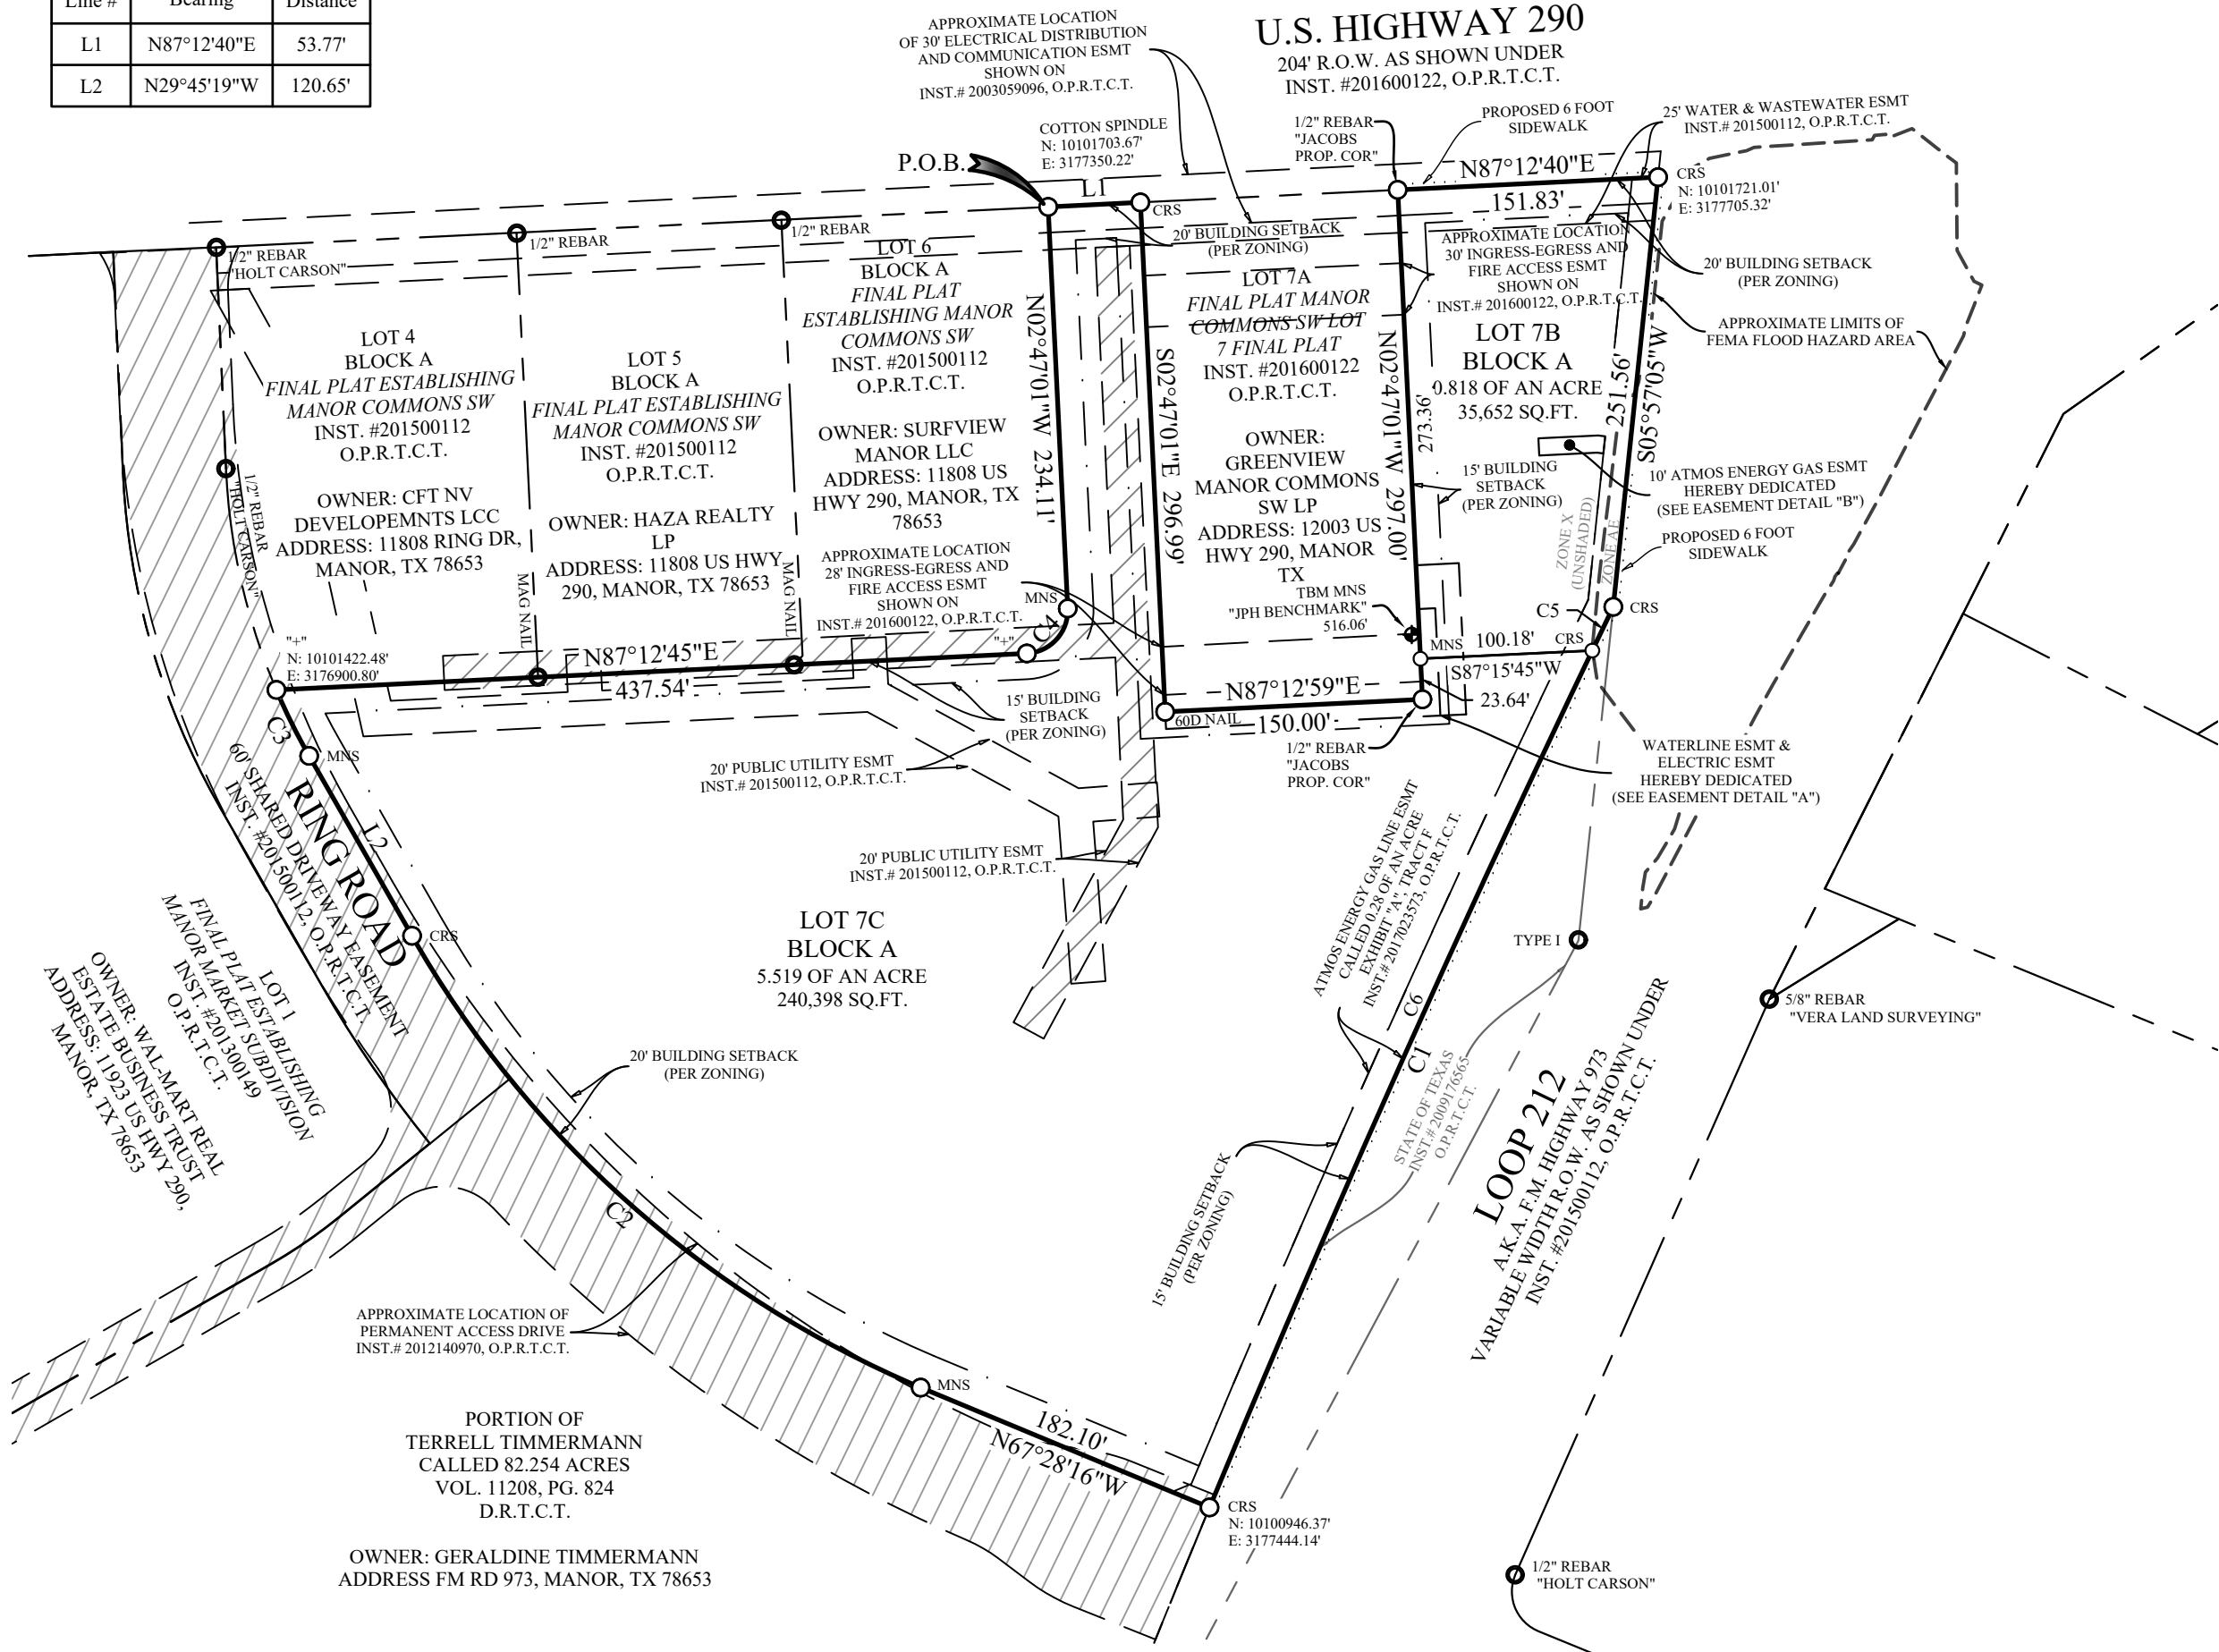 Line # Bearing Distance
L1 N87°12'40"E 53.77'
L2 N29°45'19"W 120.65'
APPROXIMATE LOCATION
OF 30' ELECTRICAL DISTRIBUTION
AND COMMUNICATION ESMT
SHOWN ON
INST.# 2003059096, O.P.R.T.C.T.
U.S. HIGHWAY 290
204' R.O.W. AS SHOWN UNDER
INST. #201600122, O.P.R.T.C.T.
COTTON SPINDLE
N: 10101703.67'
E: 3177350.22'
P.O.B.
L1
CRS
1/2" REBAR
"JACOBS
PROP. COR"
PROPOSED 6 FOOT
SIDEWALK
25' WATER & WASTEWATER ESMT
INST.# 201500112, O.P.R.T.C.T.
N87°12'40"E
151.83'
CRS
N: 10101721.01'
E: 3177705.32'
1/2" REBAR
"HOLT CARSON"
1/2" REBAR
1/2" REBAR
20' BUILDING SETBACK
(PER ZONING)
APPROXIMATE LOCATION
30' INGRESS-EGRESS AND
FIRE ACCESS ESMT
SHOWN ON
INST.# 201600122, O.P.R.T.C.T.
20' BUILDING SETBACK
(PER ZONING)
APPROXIMATE LIMITS OF
FEMA FLOOD HAZARD AREA
LOT 4
BLOCK A
FINAL PLAT ESTABLISHING
MANOR COMMONS SW
INST. #201500112
O.P.R.T.C.T.
OWNER: CFT NV
DEVELOPEMNTS LCC
ADDRESS: 11808 RING DR,
MANOR, TX 78653
LOT 5
BLOCK A
FINAL PLAT ESTABLISHING
MANOR COMMONS SW
INST. #201500112
O.P.R.T.C.T.
OWNER: HAZA REALTY
LP
ADDRESS: 11808 US HWY
290, MANOR, TX 78653
LOT 6
BLOCK A
FINAL PLAT
ESTABLISHING MANOR
COMMONS SW
INST. #201500112
O.P.R.T.C.T.
OWNER: SURFVIEW
MANOR LLC
ADDRESS: 11808 US
HWY 290, MANOR, TX
78653
APPROXIMATE LOCATION
28' INGRESS-EGRESS AND
FIRE ACCESS ESMT
SHOWN ON
INST.# 201600122, O.P.R.T.C.T.
N02°47'01"W 234.11'
S02°47'01"E 296.99'
LOT 7A
FINAL PLAT MANOR
COMMONS SW LOT
7 FINAL PLAT
INST. #201600122
O.P.R.T.C.T.
OWNER:
GREENVIEW
MANOR COMMONS
SW LP
ADDRESS: 12003 US
HWY 290, MANOR
TX
TBM MNS
"JPH BENCHMARK"
516.06'
N02°47'01"W 297.00'
273.36'
LOT 7B
BLOCK A
0.818 OF AN ACRE
35,652 SQ.FT.
251.56'
S05°57'05"W
15' BUILDING
SETBACK
(PER ZONING)
10' ATMOS ENERGY GAS ESMT
HEREBY DEDICATED
(SEE EASEMENT DETAIL "B")
PROPOSED 6 FOOT
SIDEWALK
ZONE X
(UNSHADED)
ZONE AE
1/2" REBAR
"HOLT CARSON"
MAG NAIL
MAG NAIL
MNS
C4
"+"
"+"
N: 10101422.48'
E: 3176900.80'
N87°12'45"E
437.54'
C5
CRS
CRS
MNS
100.18'
S87°15'45"W
23.64'
N87°12'59"E
150.00'
60D NAIL
1/2" REBAR
"JACOBS
PROP. COR"
15' BUILDING
SETBACK
(PER ZONING)
20' PUBLIC UTILITY ESMT
INST.# 201500112, O.P.R.T.C.T.
20' PUBLIC UTILITY ESMT
INST.# 201500112, O.P.R.T.C.T.
WATERLINE ESMT &
ELECTRIC ESMT
HEREBY DEDICATED
(SEE EASEMENT DETAIL "A")
C3
MNS
L2
RING ROAD
60' SHARED DRIVEWAY EASEMENT
INST. #201500112, O.P.R.T.C.T.
CRS
LOT 7C
BLOCK A
5.519 OF AN ACRE
240,398 SQ.FT.
ATMOS ENERGY GAS LINE ESMT
CALLED 0.28 OF AN ACRE
EXHIBIT "A", TRACT F
INST.# 2017023573, O.P.R.T.C.T.
C6
C1
TYPE I
5/8" REBAR
"VERA LAND SURVEYING"
STATE OF TEXAS
INST.# 2009176565
O.P.R.T.C.T.
LOOP 212
A.K.A. F.M. HIGHWAY 973
VARIABLE WIDTH R.O.W. AS SHOWN UNDER
INST. #201500112, O.P.R.T.C.T.
LOT 1
FINAL PLAT ESTABLISHING
MANOR MARKET SUBDIVISION
INST. #201300149
O.P.R.T.C.T.
OWNER: WAL-MART REAL
ESTATE BUSINESS TRUST
ADDRESS: 11923 US HWY 290,
MANOR, TX 78653
20' BUILDING SETBACK
(PER ZONING)
C2
15' BUILDING SETBACK
(PER ZONING)
APPROXIMATE LOCATION OF
PERMANENT ACCESS DRIVE
INST.# 2012140970, O.P.R.T.C.T.
MNS
182.10'
N67°28'16"W
CRS
N: 10100946.37'
E: 3177444.14'
PORTION OF
TERRELL TIMMERMANN
CALLED 82.254 ACRES
VOL. 11208, PG. 824
D.R.T.C.T.
OWNER: GERALDINE TIMMERMANN
ADDRESS FM RD 973, MANOR, TX 78653
1/2" REBAR
"HOLT CARSON"